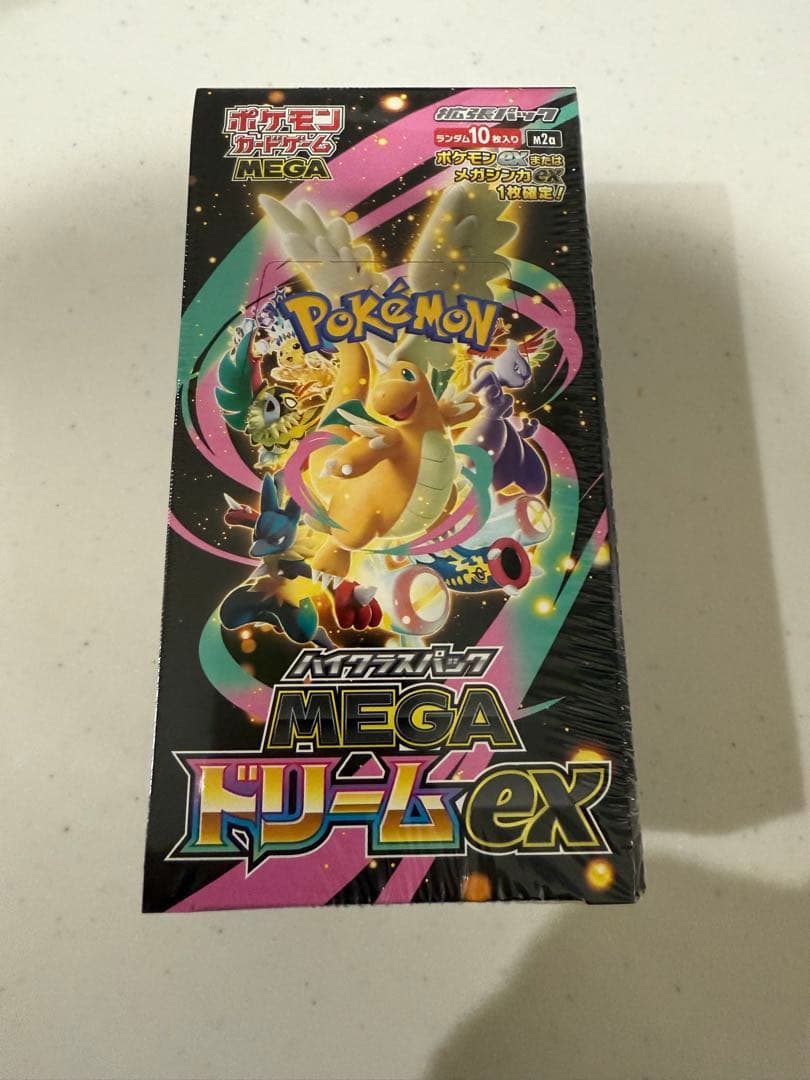 ポケモン
カードゲーム
MEGA
拡張パック
ランダム10枚入り M2a
ポケモンexまたは
メガシンカex
1枚確定!
POKéMON
ハイクラスパック
MEGA
ドリームex